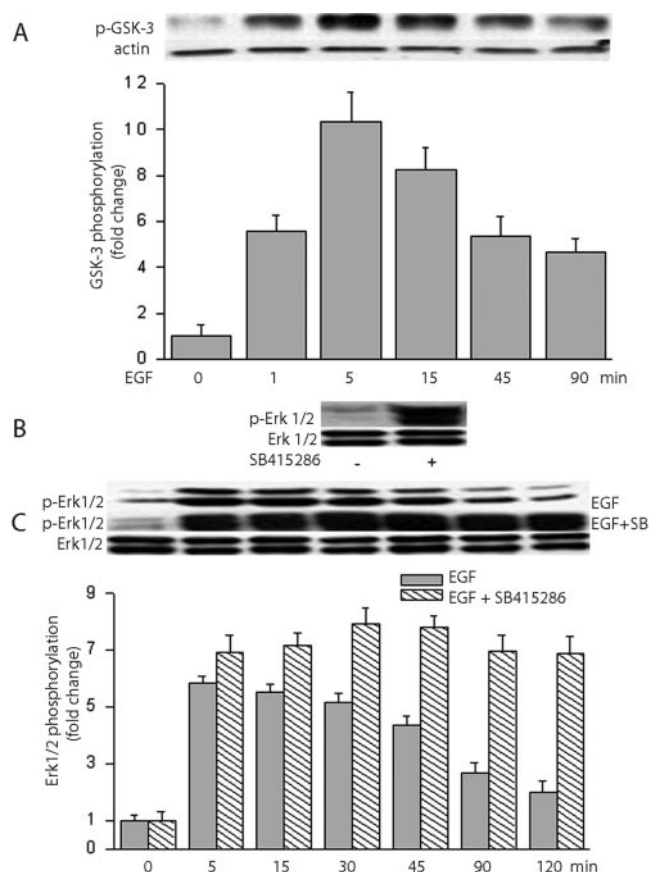 A
p-GSK-3
actin
GSK-3 phosphorylation
(fold change)
12
10
8
6
4
2
0
EGF 0 1 5 15 45 90 min
B
p-Erk 1/2
Erk 1/2
SB415286 - +
C
p-Erk1/2 EGF
p-Erk1/2 EGF+SB
Erk1/2
EGF
EGF + SB415286
Erk1/2 phosphorylation
(fold change)
9
7
5
3
1
0
0 5 15 30 45 90 120 min